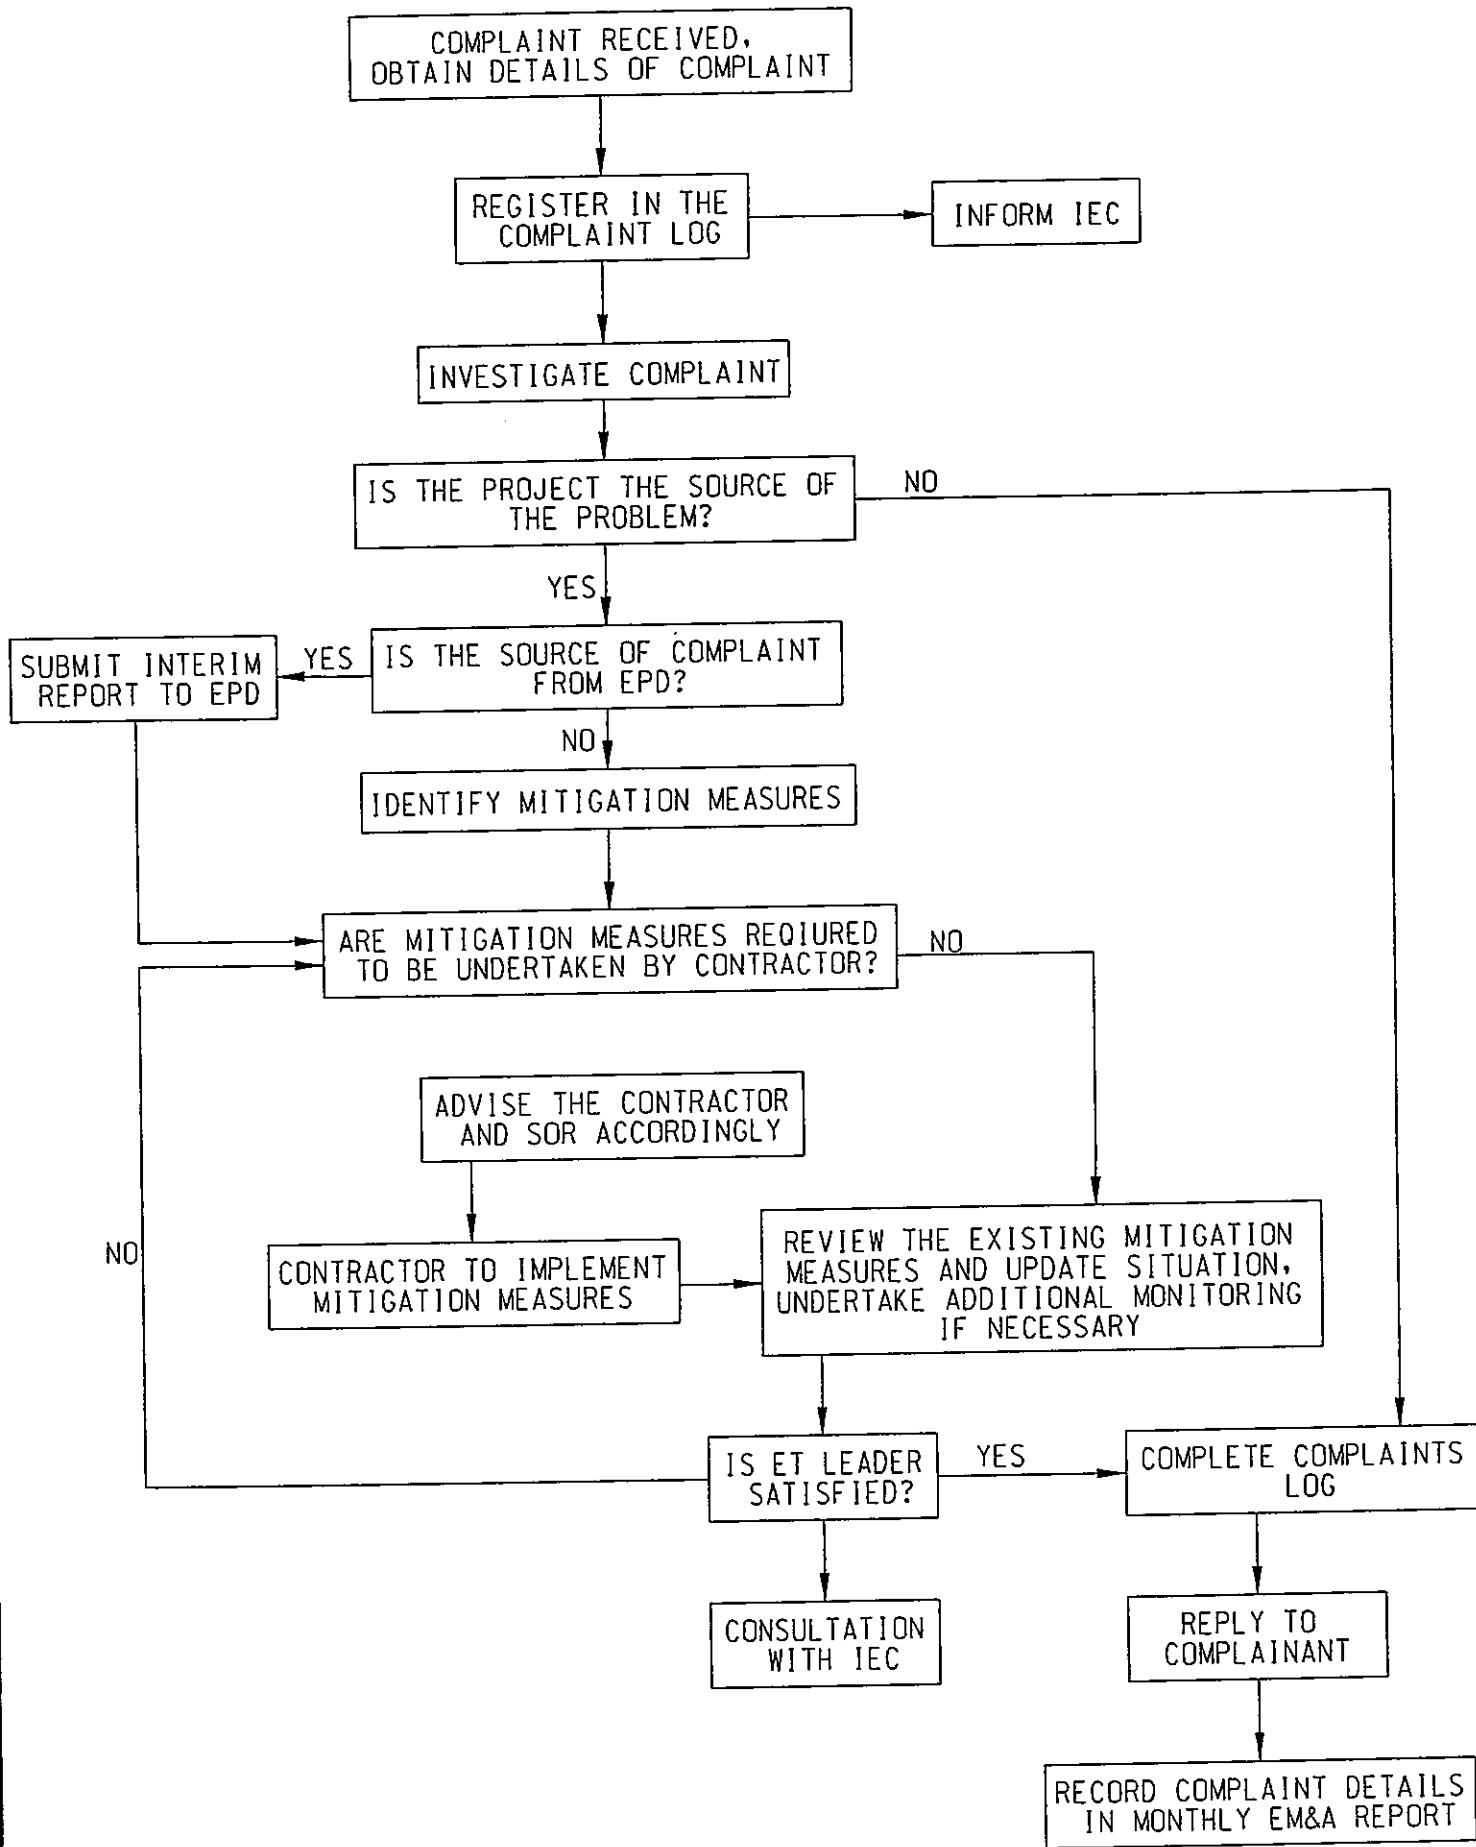 COMPLAINT RECEIVED,
OBTAIN DETAILS OF COMPLAINT
REGISTER IN THE
COMPLAINT LOG
INFORM IEC
INVESTIGATE COMPLAINT
IS THE PROJECT THE SOURCE OF
THE PROBLEM?
NO
YES
SUBMIT INTERIM
REPORT TO EPD
YES
IS THE SOURCE OF COMPLAINT
FROM EPD?
NO
IDENTIFY MITIGATION MEASURES
ARE MITIGATION MEASURES REQIURED
TO BE UNDERTAKEN BY CONTRACTOR?
NO
ADVISE THE CONTRACTOR
AND SOR ACCORDINGLY
NO
CONTRACTOR TO IMPLEMENT
MITIGATION MEASURES
REVIEW THE EXISTING MITIGATION
MEASURES AND UPDATE SITUATION,
UNDERTAKE ADDITIONAL MONITORING
IF NECESSARY
IS ET LEADER
SATISFIED?
YES
COMPLETE COMPLAINTS
LOG
CONSULTATION
WITH IEC
REPLY TO
COMPLAINANT
RECORD COMPLAINT DETAILS
IN MONTHLY EM&A REPORT